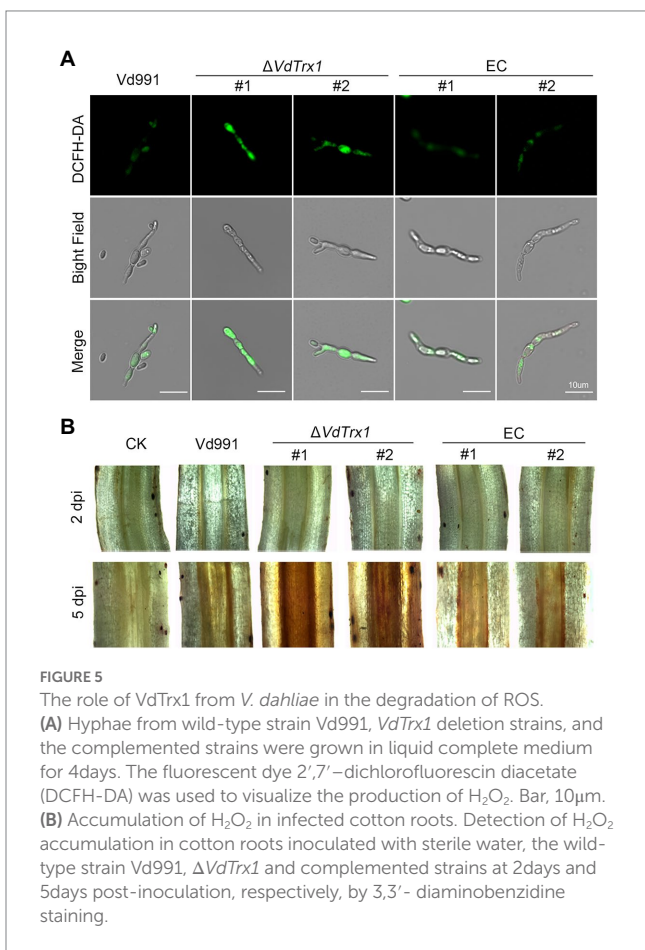 A
Vd991
ΔVdTrx1
EC
#1
#2
#1
#2
DCFH-DA
Bight Field
Merge
10um
B
CK
Vd991
ΔVdTrx1
EC
#1
#2
#1
#2
2 dpi
5 dpi
FIGURE 5
The role of VdTrx1 from V. dahliae in the degradation of ROS.
(A) Hyphae from wild-type strain Vd991, VdTrx1 deletion strains, and
the complemented strains were grown in liquid complete medium
for 4days. The fluorescent dye 2′,7′–dichlorofluorescin diacetate
(DCFH-DA) was used to visualize the production of H₂O₂. Bar, 10μm.
(B) Accumulation of H₂O₂ in infected cotton roots. Detection of H₂O₂
accumulation in cotton roots inoculated with sterile water, the wild-
type strain Vd991, ΔVdTrx1 and complemented strains at 2days and
5days post-inoculation, respectively, by 3,3′- diaminobenzidine
staining.